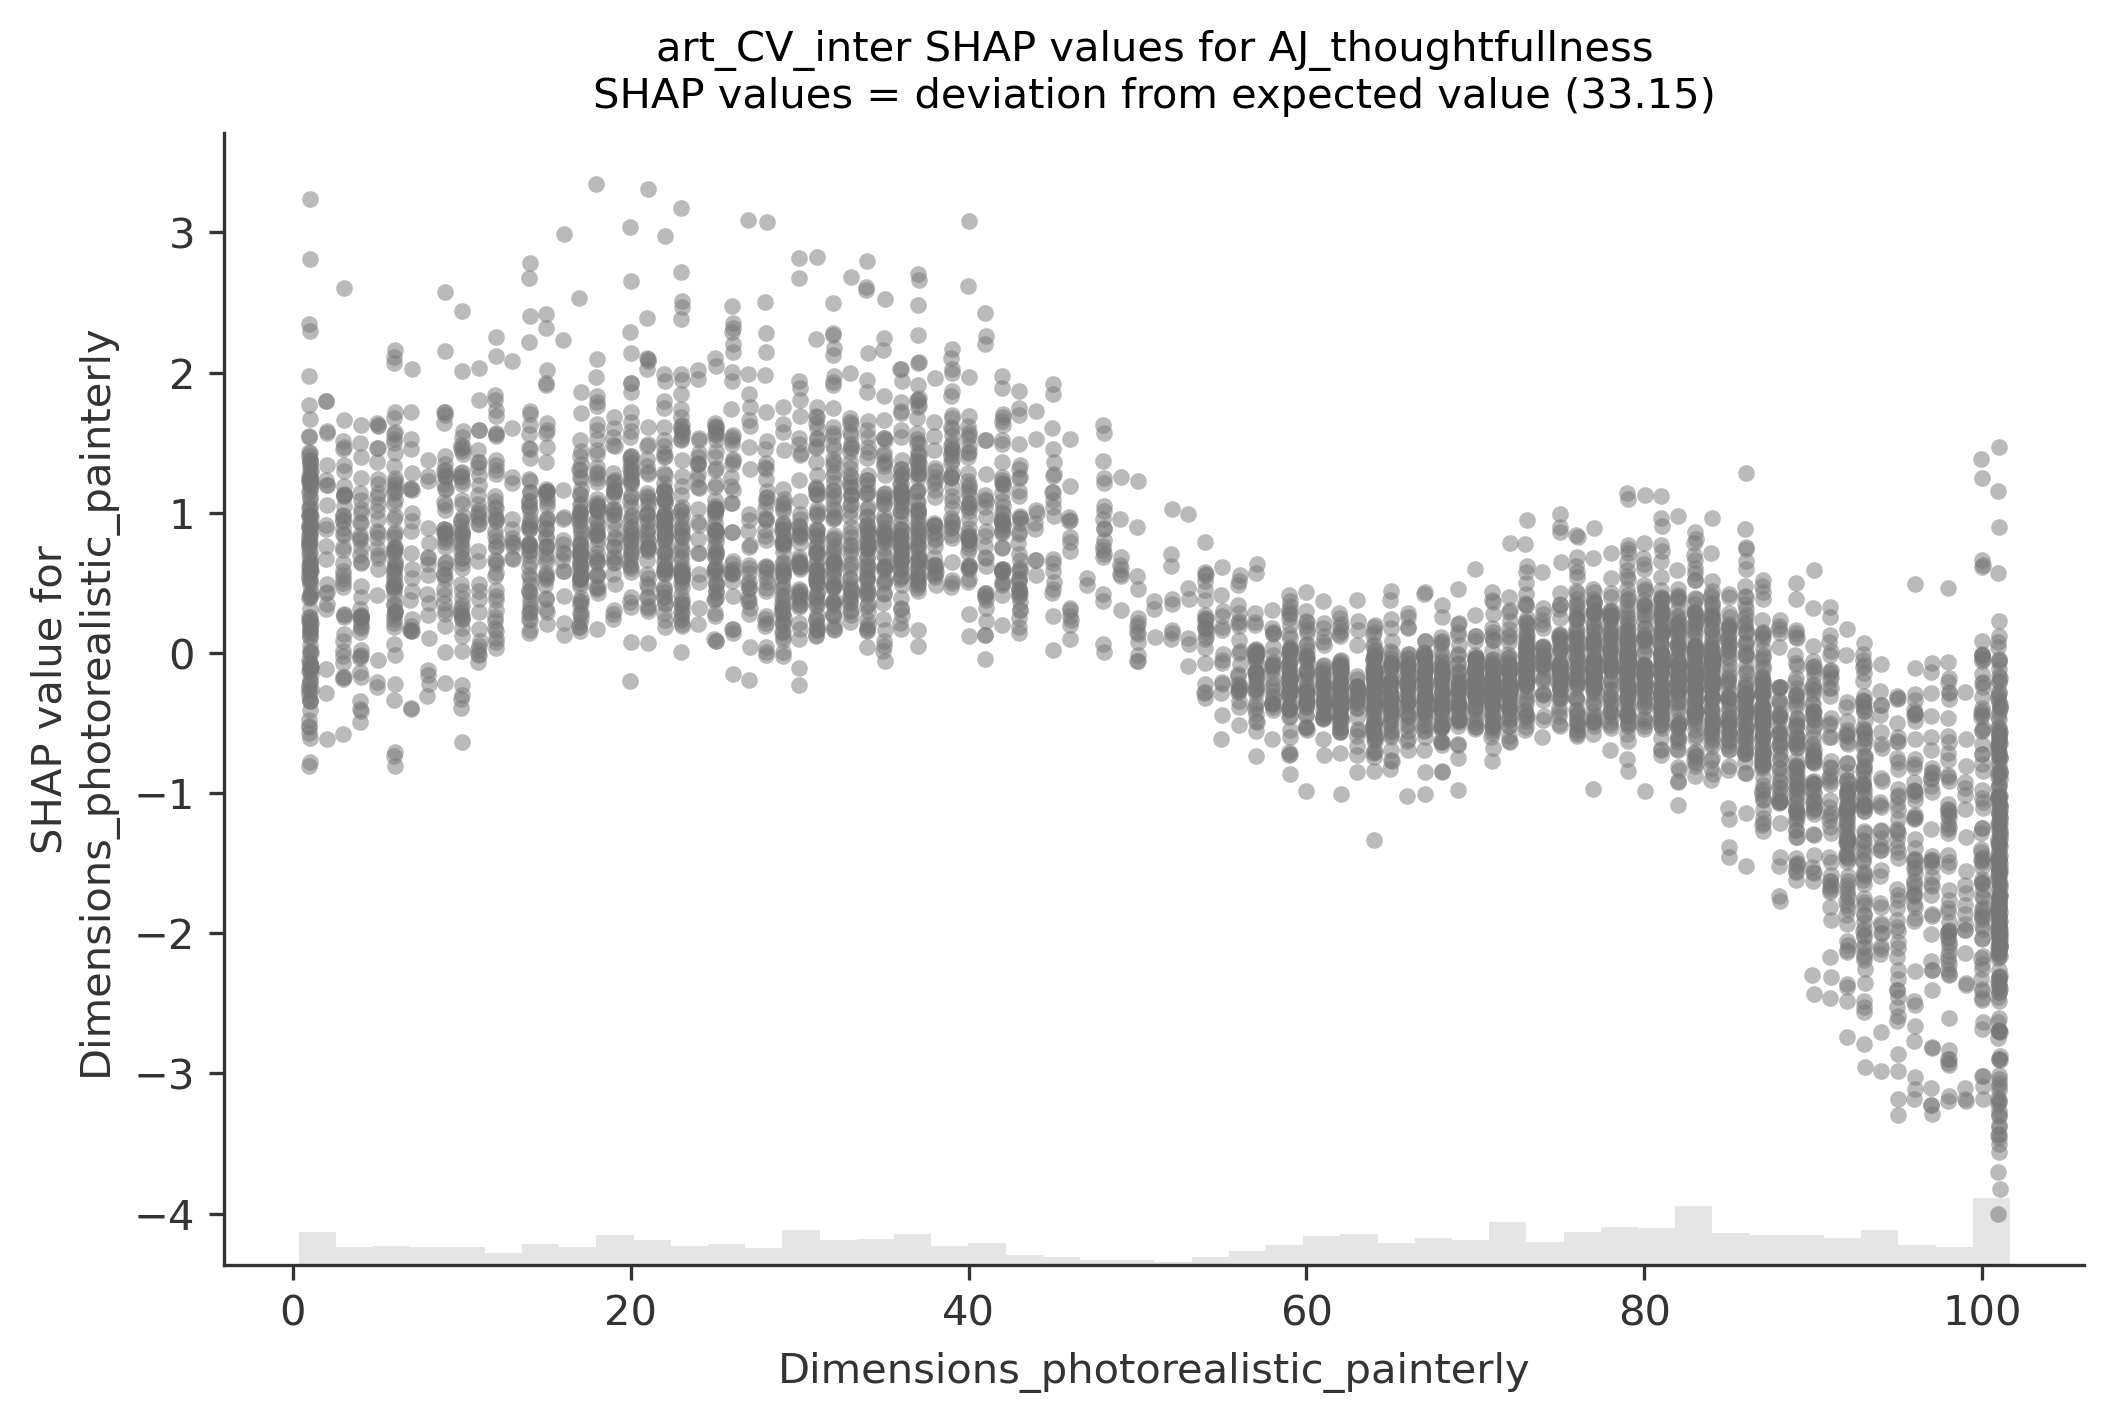 art_CV_inter SHAP values for AJ_thoughtfullness
SHAP values = deviation from expected value (33.15)
SHAP value for
Dimensions_photorealistic_painterly
3
2
1
0
−1
−2
−3
−4
0
20
40
60
80
100
Dimensions_photorealistic_painterly